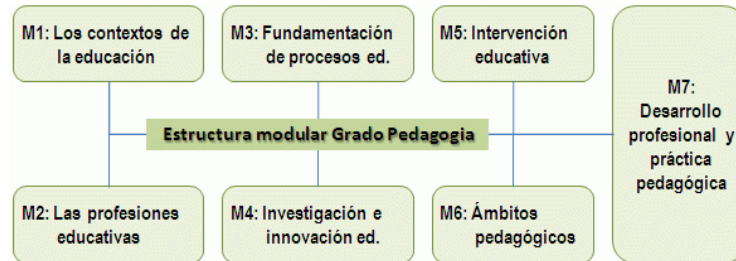 M1: Los contextos de
la educación
M3: Fundamentación
de procesos ed.
M5: Intervención
educativa
M7:
Desarrollo
profesional y
práctica
pedagógica
Estructura modular Grado Pedagogia
M2: Las profesiones
educativas
M4: Investigación e
innovación ed.
M6: Ámbitos
pedagógicos